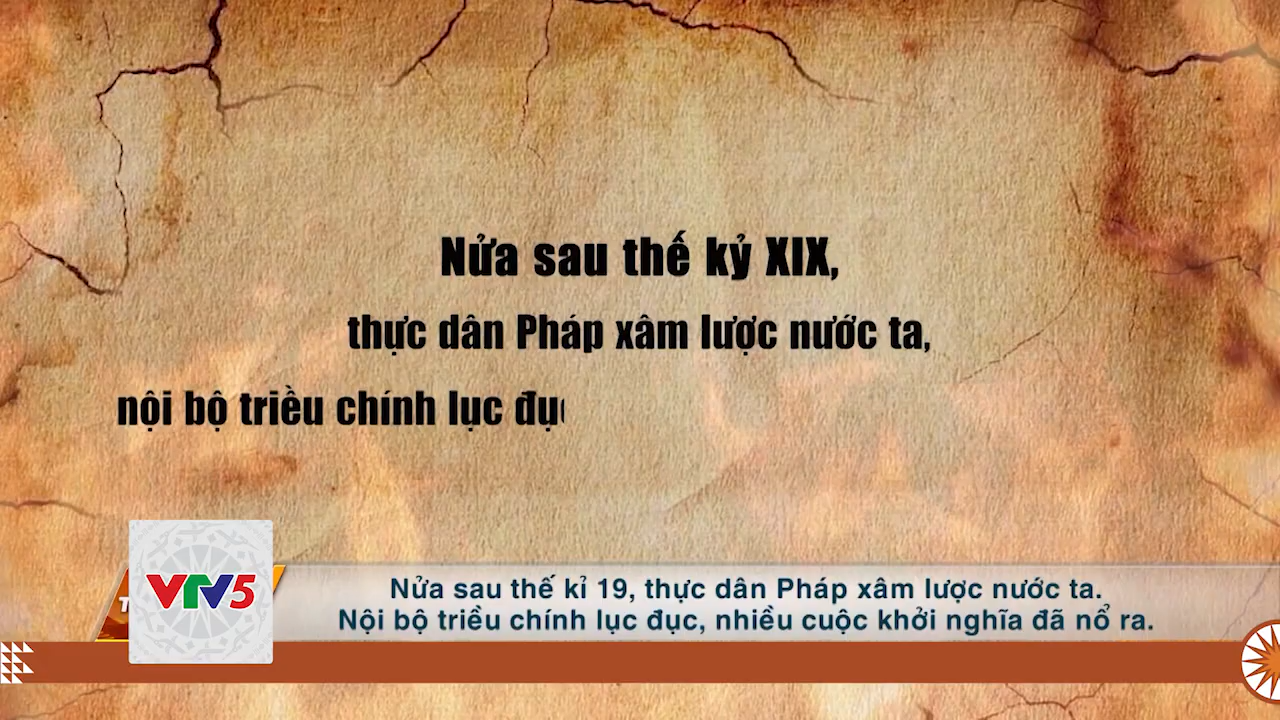 Nửa sau thế kỷ XIX,
thực dân Pháp xâm lược nước ta,
nội bộ triều chính lục đục
VTV5
Nửa sau thế kỉ 19, thực dân Pháp xâm lược nước ta.
Nội bộ triều chính lục đục, nhiều cuộc khởi nghĩa đã nổ ra.